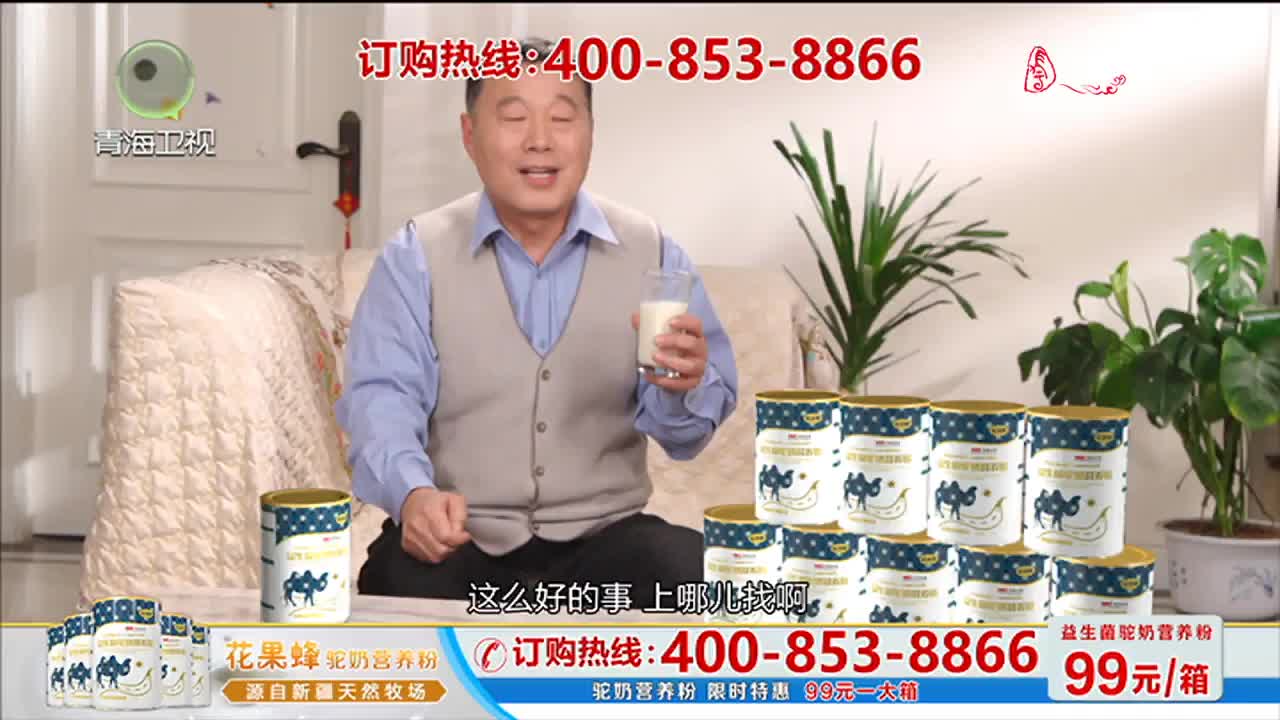 订购热线:400-853-8866
青海卫视
这么好的事 上哪儿找啊
花果蜂 驼奶营养粉
源自新疆天然牧场
订购热线:400-853-8866
驼奶营养粉 限时特惠 99元一大箱
益生菌驼奶营养粉
99元/箱